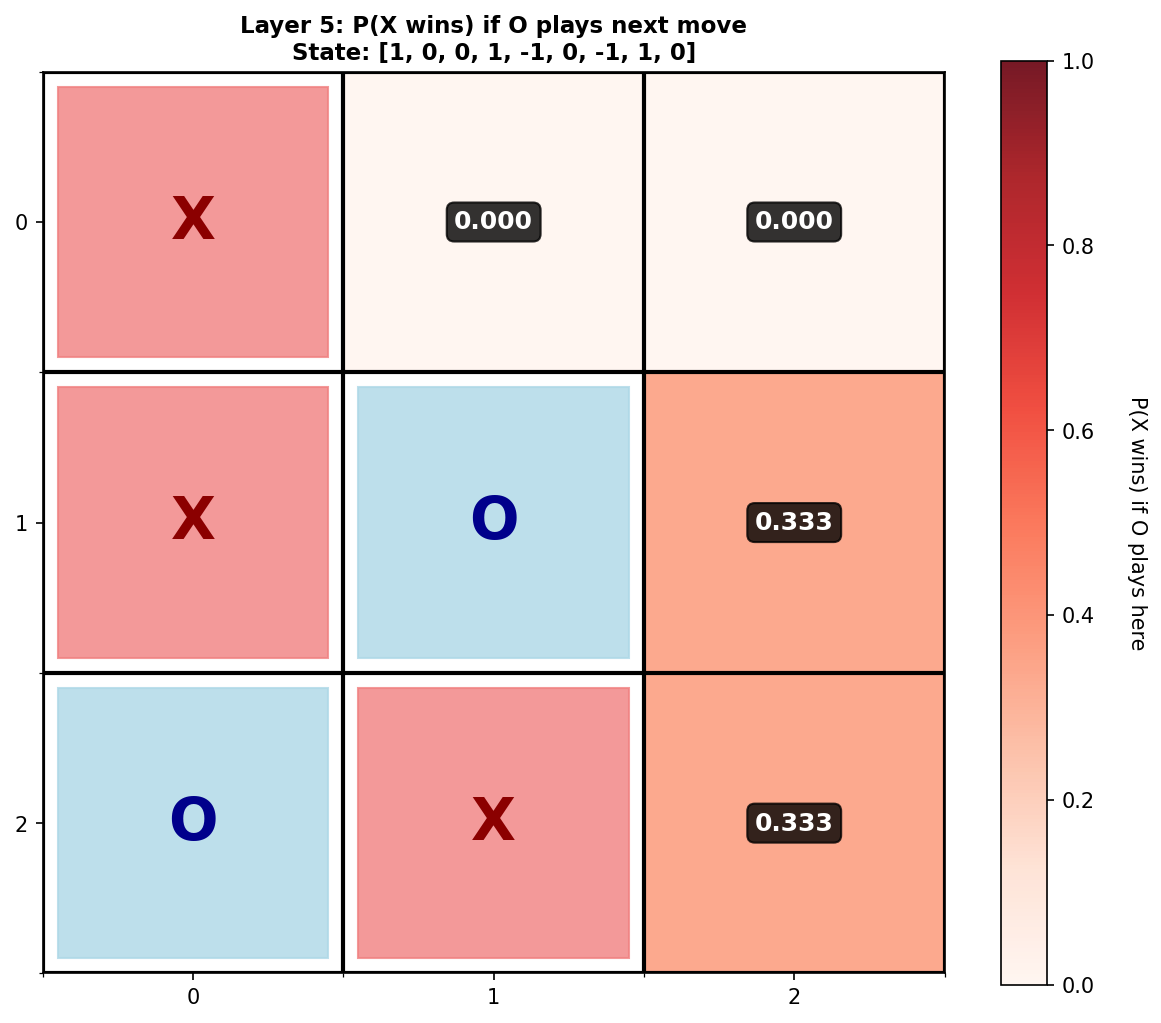 Layer 5: P(X wins) if O plays next move
State: [1, 0, 0, 1, -1, 0, -1, 1, 0]
1.0
0.8
0.6
0.4
0.2
0.0
P(X wins) if O plays here
0
X
0.000
0.000
1
X
O
0.333
2
O
X
0.333
0
1
2